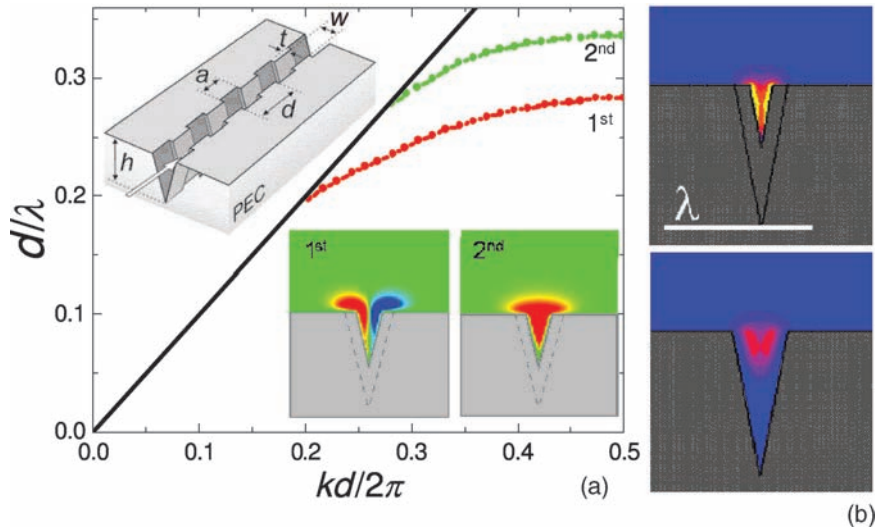 0.3
0.2
0.1
0.0
d/λ
0.0 0.1 0.2 0.3 0.4 0.5
kd/2π
(a)
w
t
a
d
h
PEC
2nd
1st
1st
2nd
λ
(b)